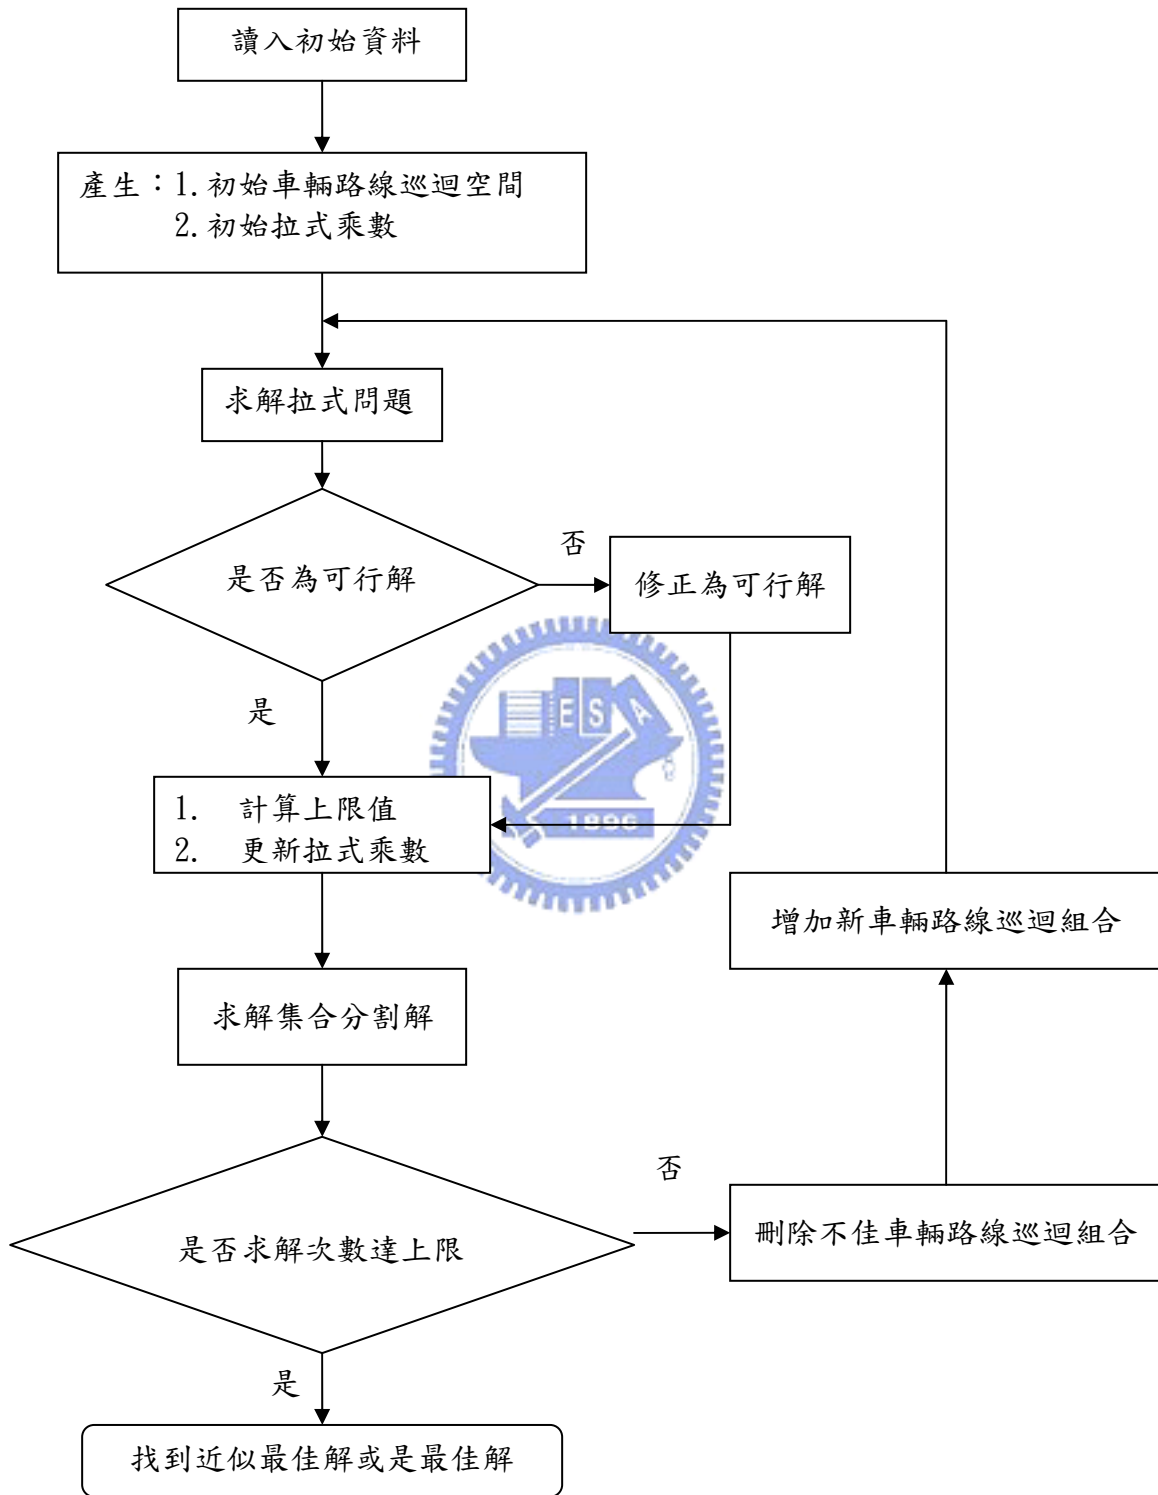 讀入初始資料
產生：1.初始車輛路線巡迴空間
2.初始拉式乘數
求解拉式問題
是否為可行解
否
修正為可行解
是
E S A
1896
1. 計算上限值
2. 更新拉式乘數
增加新車輛路線巡迴組合
求解集合分割解
否
是否求解次數達上限
刪除不佳車輛路線巡迴組合
是
找到近似最佳解或是最佳解